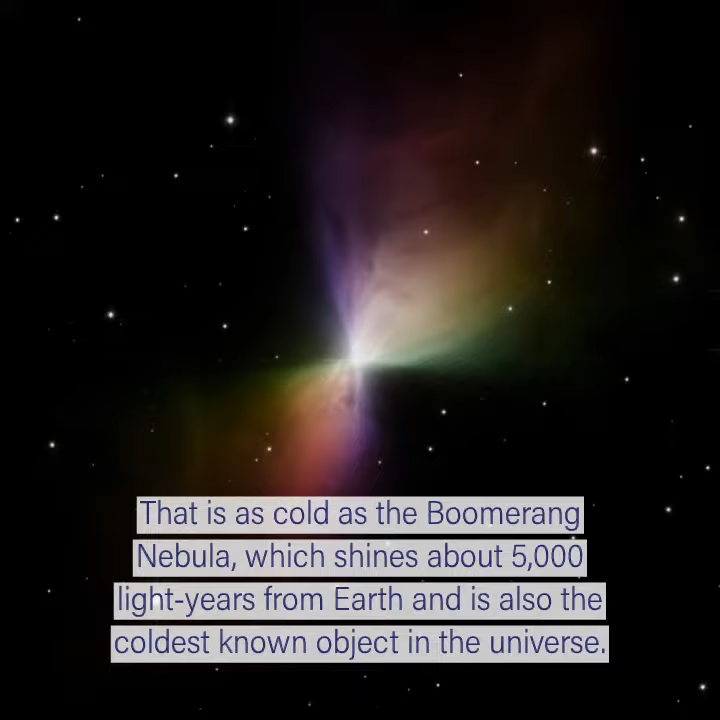 That is as cold as the Boomerang
Nebula, which shines about 5,000
light-years from Earth and is also the
coldest known object in the universe.